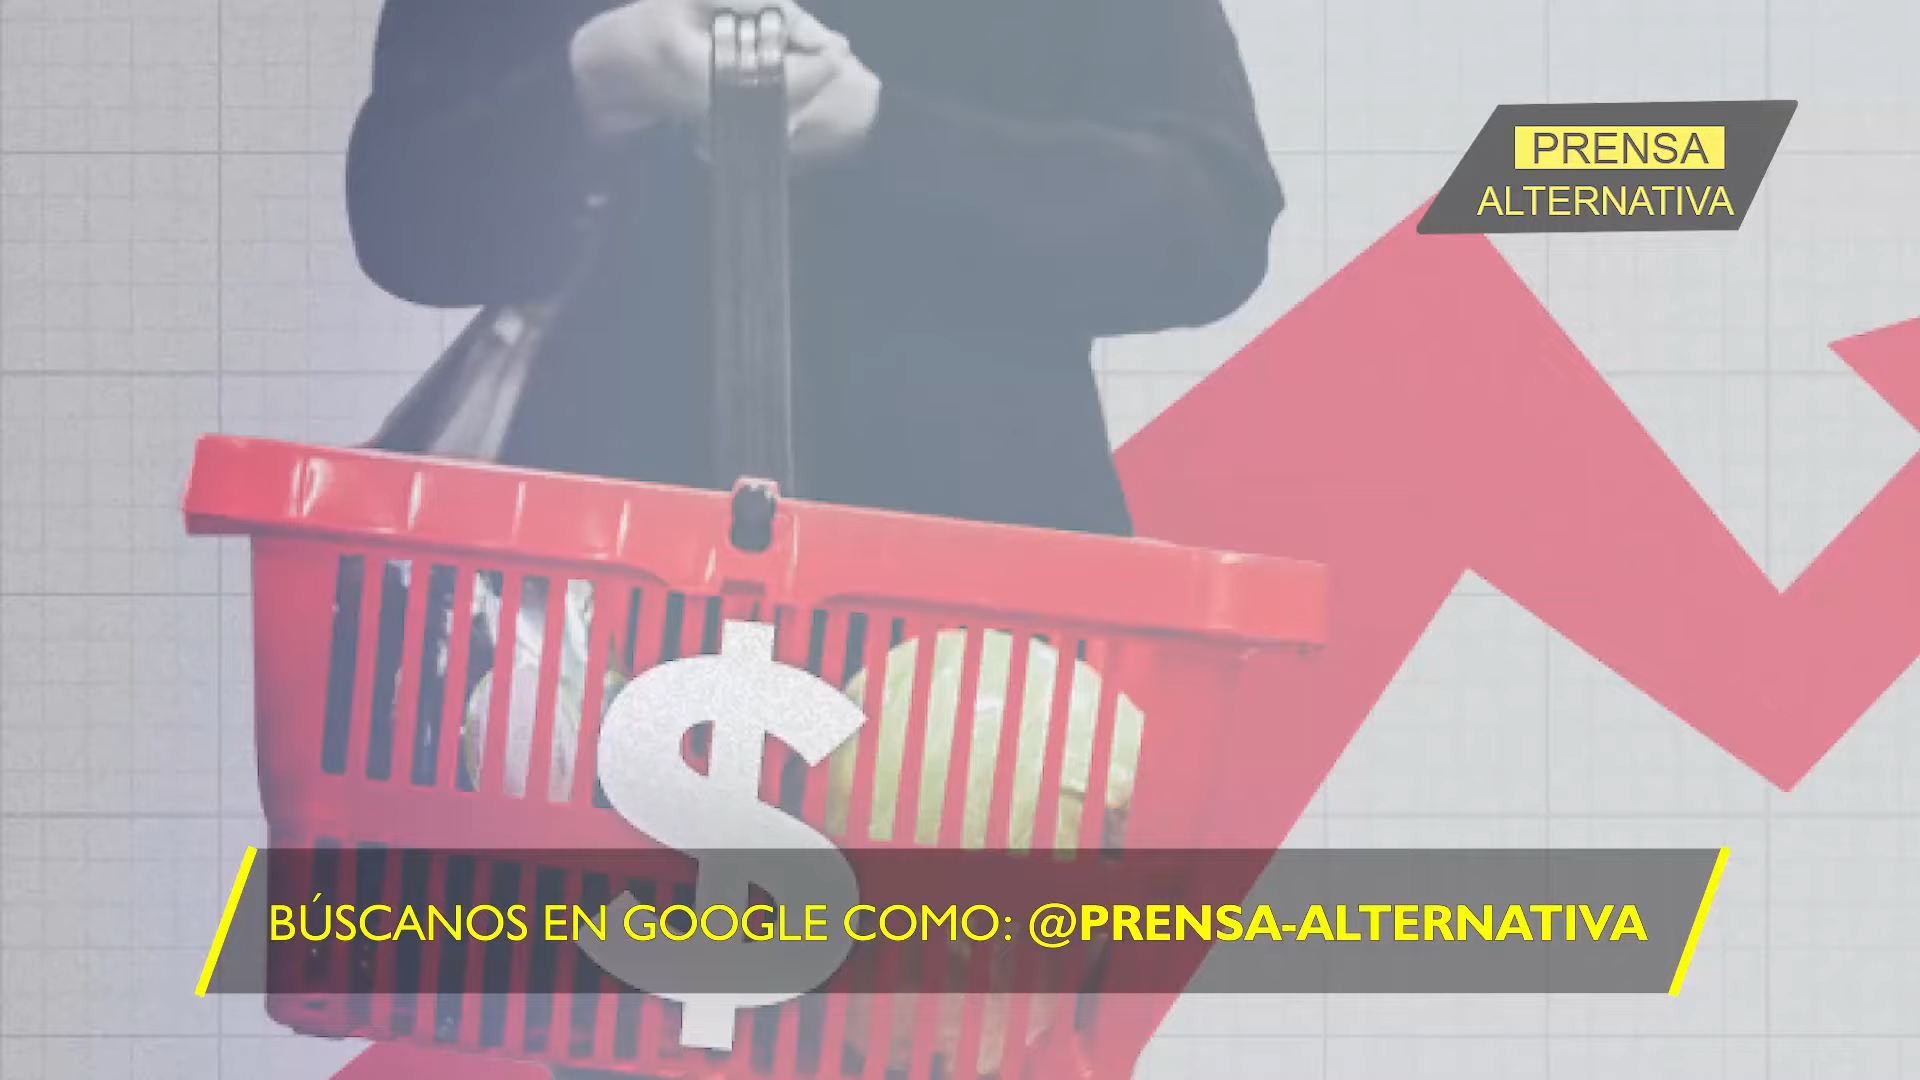 PRENSA
ALTERNATIVA
$
BÚSCANOS EN GOOGLE COMO: @PRENSA-ALTERNATIVA